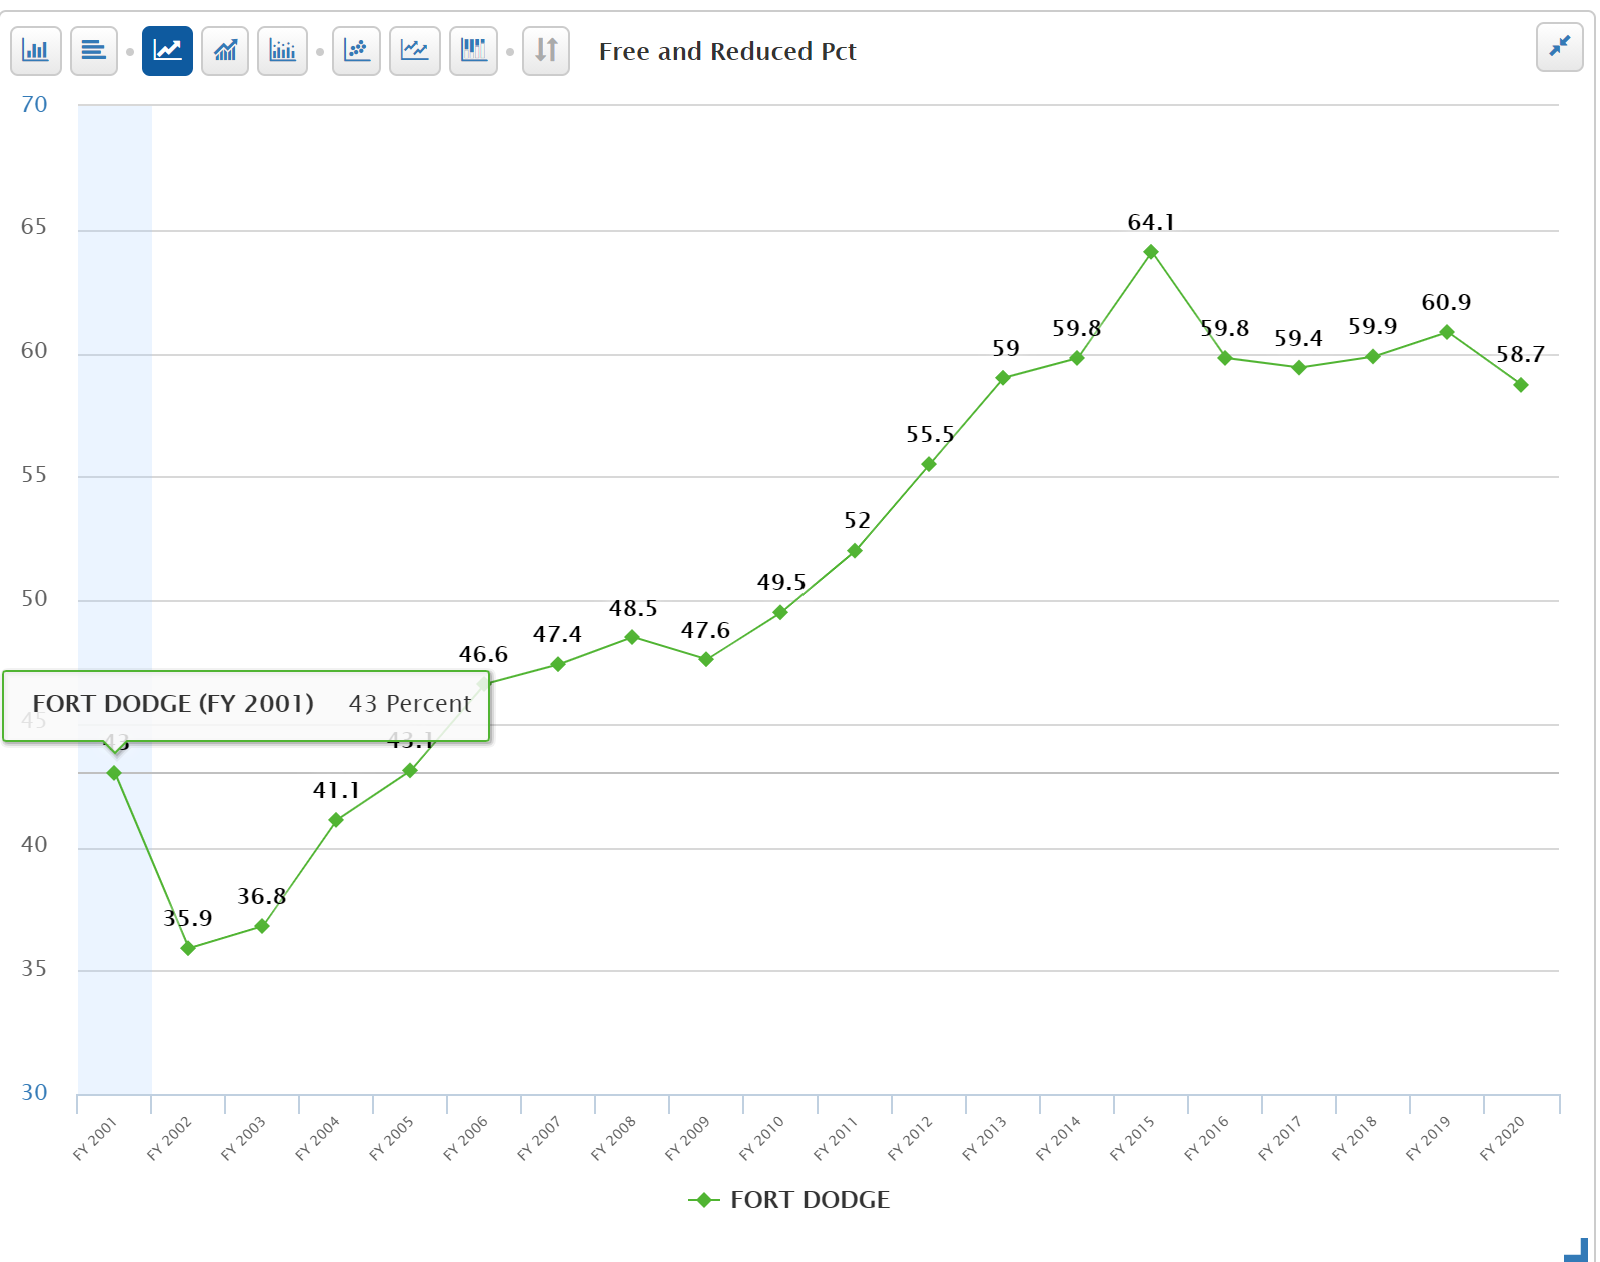 Free and Reduced Pct
70
65
60
55
50
45
40
35
30
64.1
60.9
59.8
59.8
59.4
59.9
59
58.7
55.5
52
49.5
48.5
47.6
47.4
46.6
FORT DODGE (FY 2001) 43 Percent
43
43.1
41.1
36.8
35.9
FY 2001
FY 2002
FY 2003
FY 2004
FY 2005
FY 2006
FY 2007
FY 2008
FY 2009
FY 2010
FY 2011
FY 2012
FY 2013
FY 2014
FY 2015
FY 2016
FY 2017
FY 2018
FY 2019
FY 2020
FORT DODGE